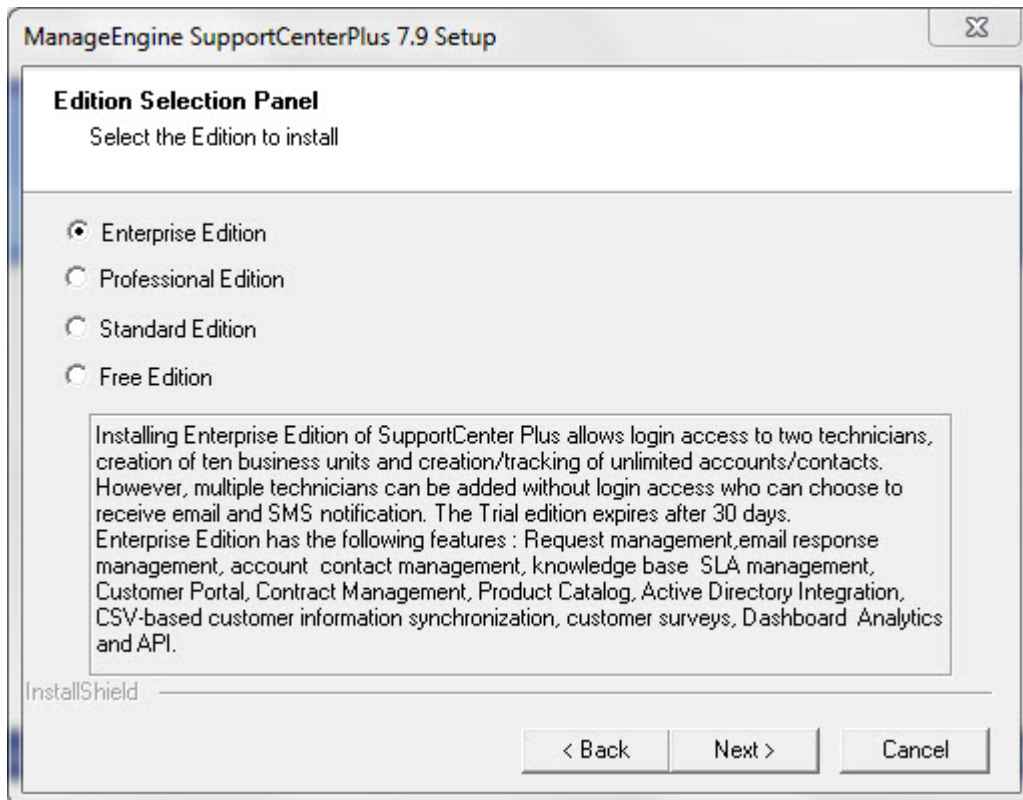 ManageEngine SupportCenterPlus 7.9 Setup
Edition Selection Panel
Select the Edition to install
Enterprise Edition
Professional Edition
Standard Edition
Free Edition
Installing Enterprise Edition of SupportCenter Plus allows login access to two technicians,
creation of ten business units and creation/tracking of unlimited accounts/contacts.
However, multiple technicians can be added without login access who can choose to
receive email and SMS notification. The Trial edition expires after 30 days.
Enterprise Edition has the following features : Request management,email response
management, account  contact management, knowledge base  SLA management,
Customer Portal, Contract Management, Product Catalog, Active Directory Integration,
CSV-based customer information synchronization, customer surveys, Dashboard  Analytics
and API.
InstallShield
< Back
Next >
Cancel